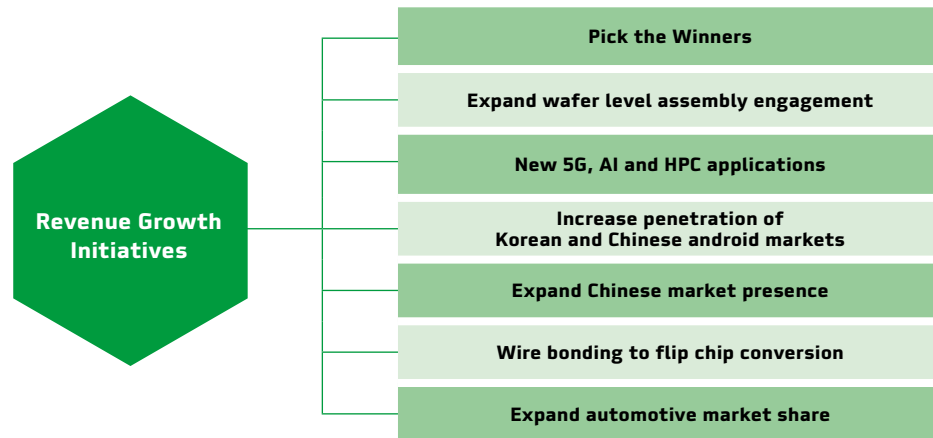 Revenue Growth
Initiatives
Pick the Winners
Expand wafer level assembly engagement
New 5G, AI and HPC applications
Increase penetration of
Korean and Chinese android markets
Expand Chinese market presence
Wire bonding to flip chip conversion
Expand automotive market share